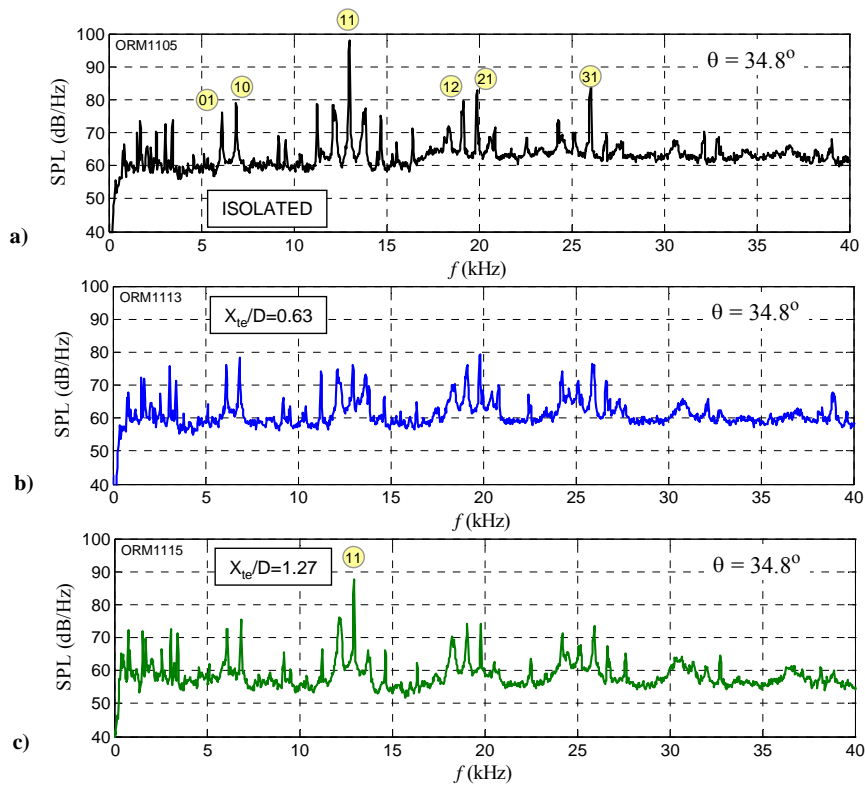 11
ORM1105
θ = 34.8°
01
10
12
21
31
100
90
80
70
60
50
40
SPL (dB/Hz)
ISOLATED
0 5 10 15 20 25 30 35 40
f (kHz)
a)
ORM1113
X_te/D=0.63
θ = 34.8°
100
90
80
70
60
50
40
SPL (dB/Hz)
0 5 10 15 20 25 30 35 40
f (kHz)
b)
ORM1115
X_te/D=1.27
11
θ = 34.8°
100
90
80
70
60
50
40
SPL (dB/Hz)
0 5 10 15 20 25 30 35 40
f (kHz)
c)